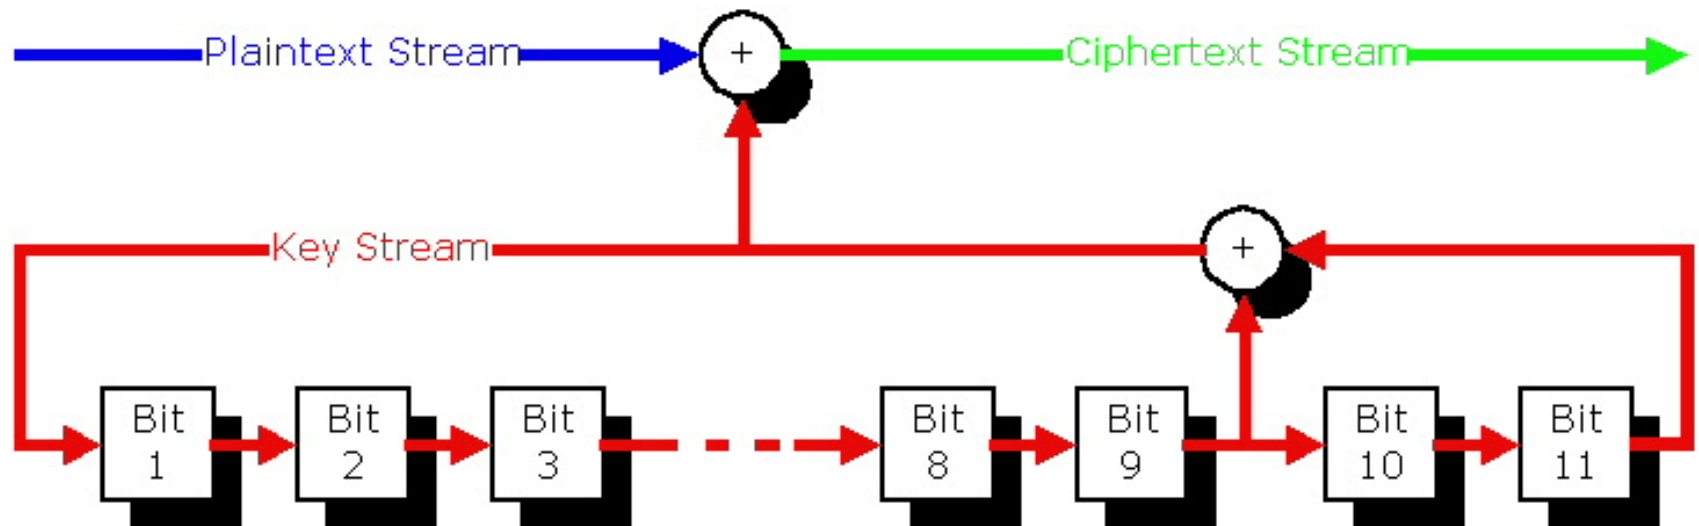 Plaintext Stream
+
Ciphertext Stream
Key Stream
+
Bit
1
Bit
2
Bit
3
Bit
8
Bit
9
Bit
10
Bit
11